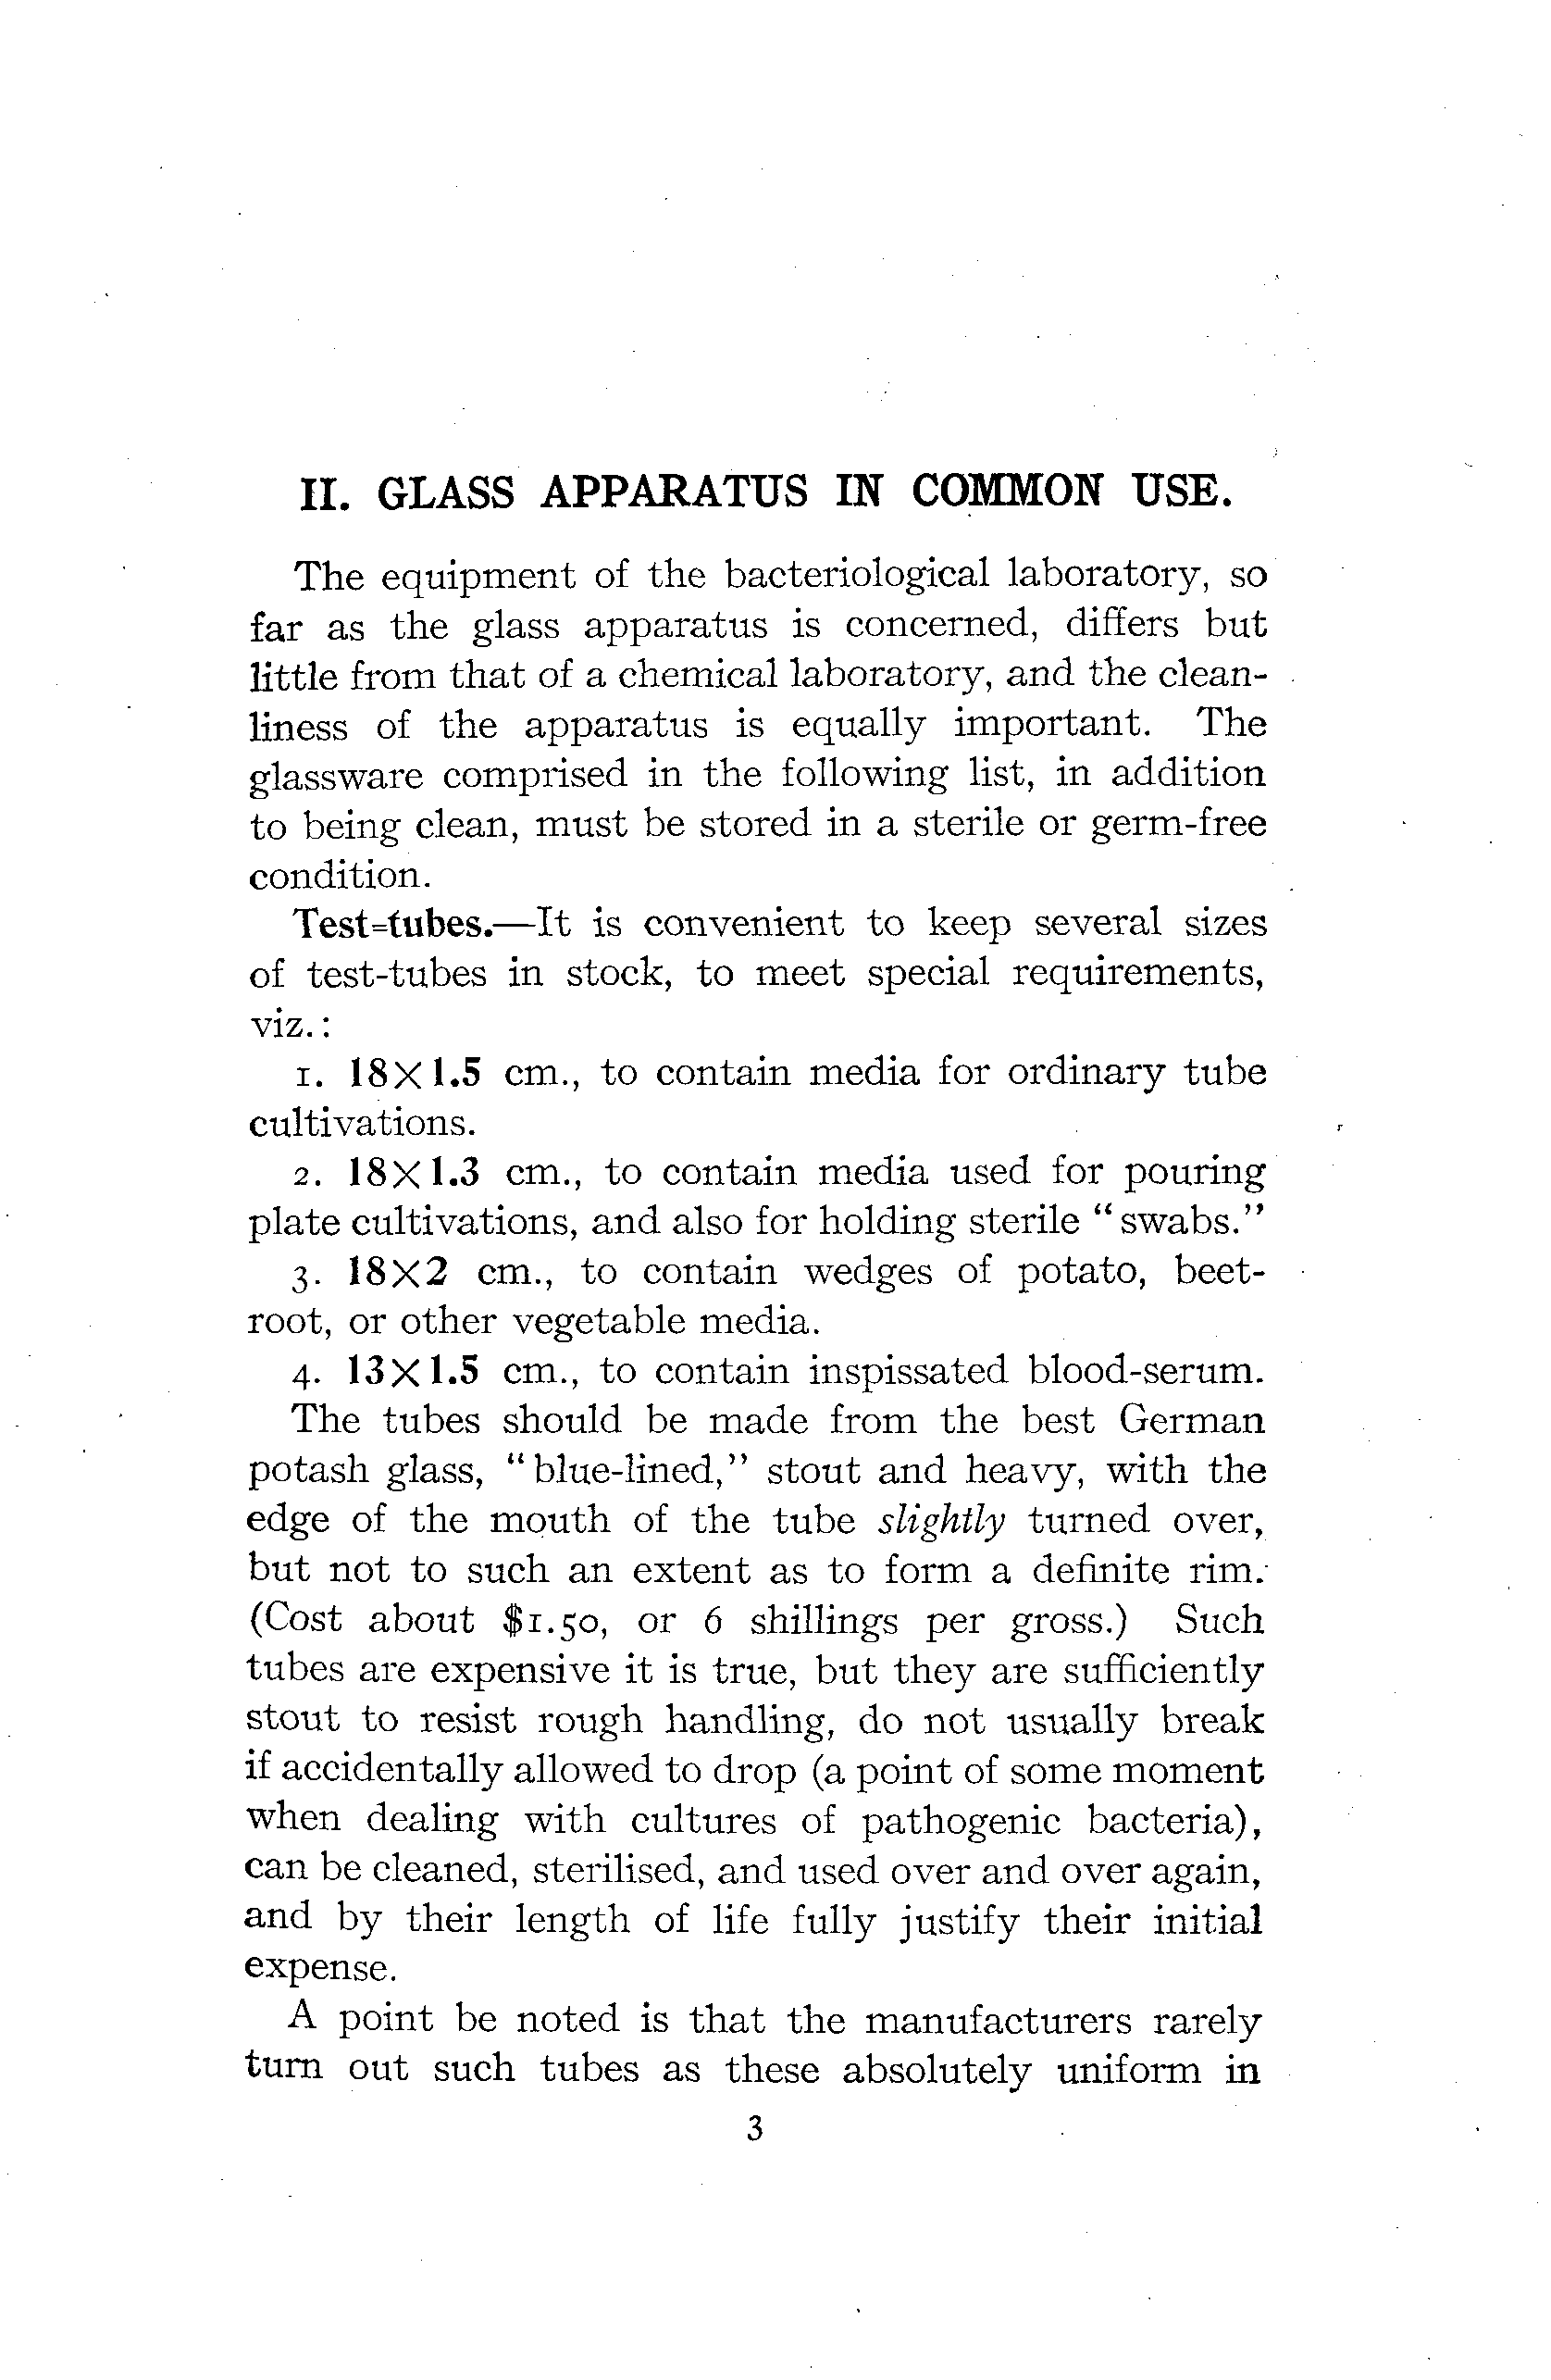 II. GLASS APPARATUS IN COMMON USE.
The equipment of the bacteriological laboratory, so
far as the glass apparatus is concerned, differs but
little from that of a chemical laboratory, and the clean-
liness of the apparatus is equally important. The
glassware comprised in the following list, in addition
to being clean, must be stored in a sterile or germ-free
condition.
Test=tubes.—It is convenient to keep several sizes
of test-tubes in stock, to meet special requirements,
viz.:
1. 18×1.5 cm., to contain media for ordinary tube
cultivations.
2. 18×1.3 cm., to contain media used for pouring
plate cultivations, and also for holding sterile "swabs."
3. 18×2 cm., to contain wedges of potato, beet-
root, or other vegetable media.
4. 13×1.5 cm., to contain inspissated blood-serum.
The tubes should be made from the best German
potash glass, "blue-lined," stout and heavy, with the
edge of the mouth of the tube slightly turned over,
but not to such an extent as to form a definite rim.
(Cost about $1.50, or 6 shillings per gross.) Such
tubes are expensive it is true, but they are sufficiently
stout to resist rough handling, do not usually break
if accidentally allowed to drop (a point of some moment
when dealing with cultures of pathogenic bacteria),
can be cleaned, sterilised, and used over and over again,
and by their length of life fully justify their initial
expense.
A point be noted is that the manufacturers rarely
turn out such tubes as these absolutely uniform in
3